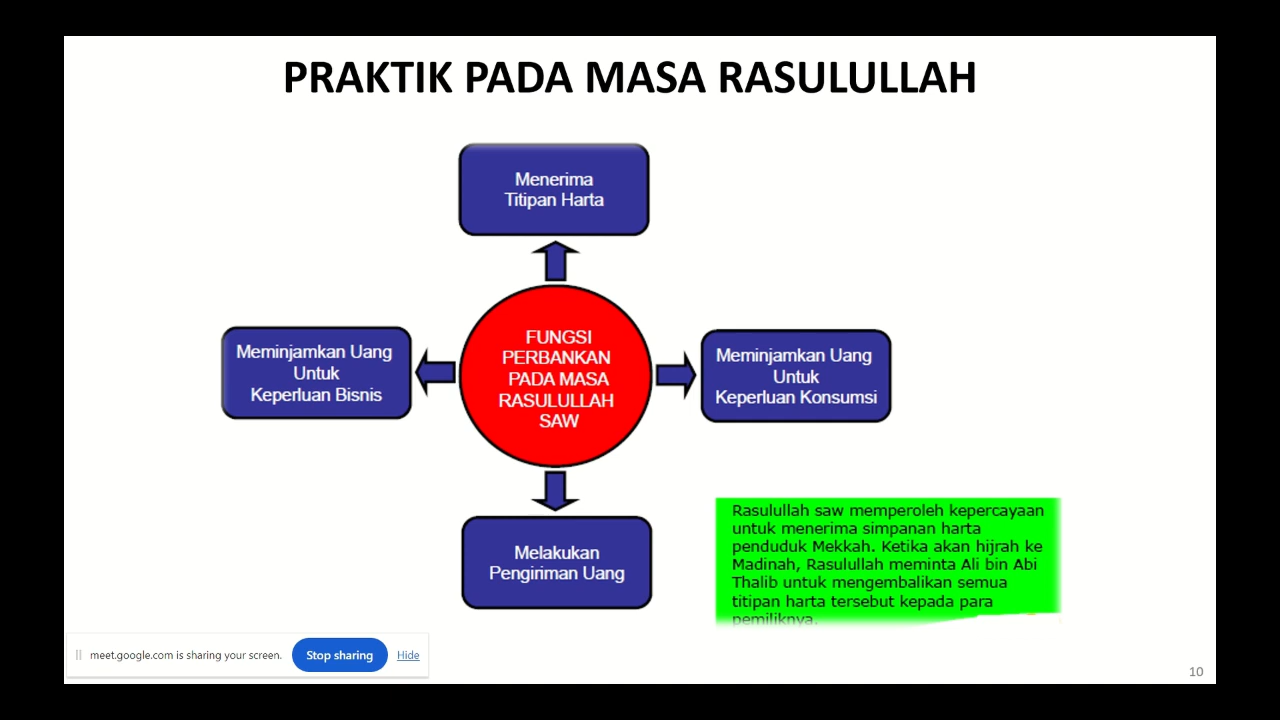 PRAKTIK PADA MASA RASULULLAH
Menerima
Titipan Harta
Meminjamkan Uang
Untuk
Keperluan Bisnis
FUNGSI
PERBANKAN
PADA MASA
RASULULLAH
SAW
Meminjamkan Uang
Untuk
Keperluan Konsumsi
Melakukan
Pengiriman Uang
Rasulullah saw memperoleh kepercayaan
untuk menerima simpanan harta
penduduk Mekkah. Ketika akan hijrah ke
Madinah, Rasulullah meminta Ali bin Abi
Thalib untuk mengembalikan semua
titipan harta tersebut kepada para
pemiliknya.
meet.google.com is sharing your screen.
Stop sharing
Hide
10